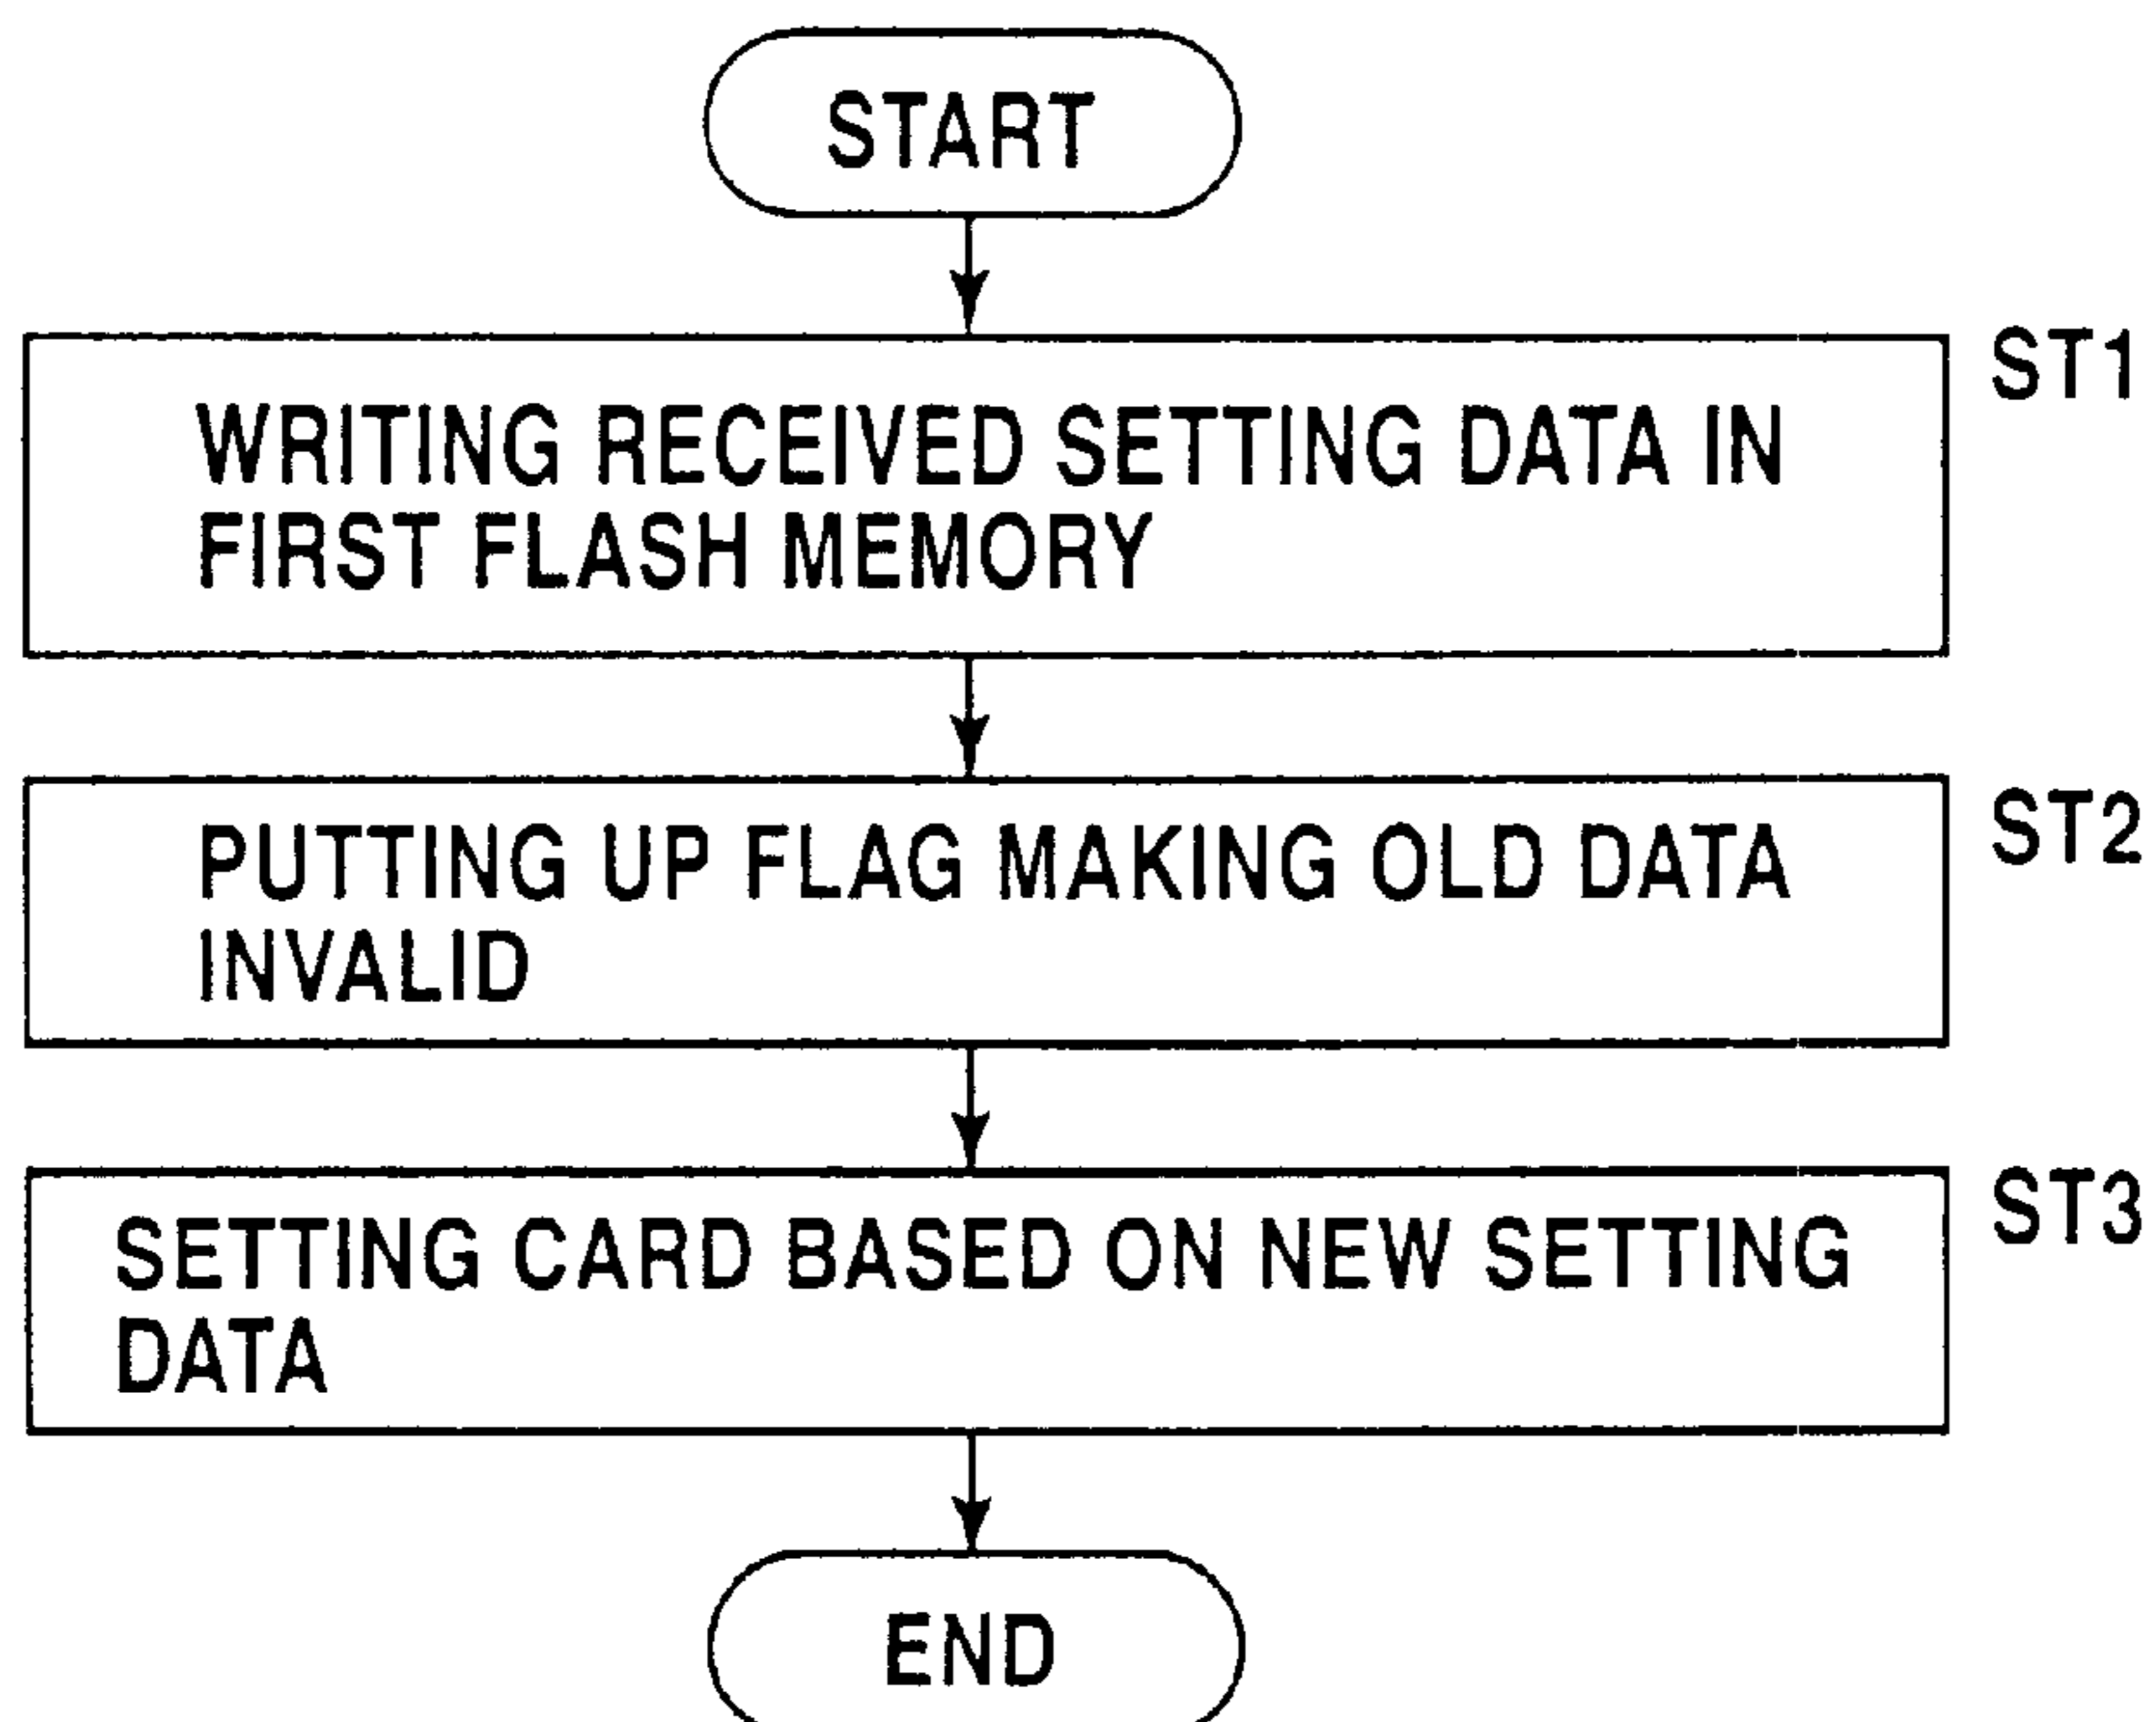 START
ST1
WRITING RECEIVED SETTING DATA IN
FIRST FLASH MEMORY
ST2
PUTTING UP FLAG MAKING OLD DATA
INVALID
ST3
SETTING CARD BASED ON NEW SETTING
DATA
END